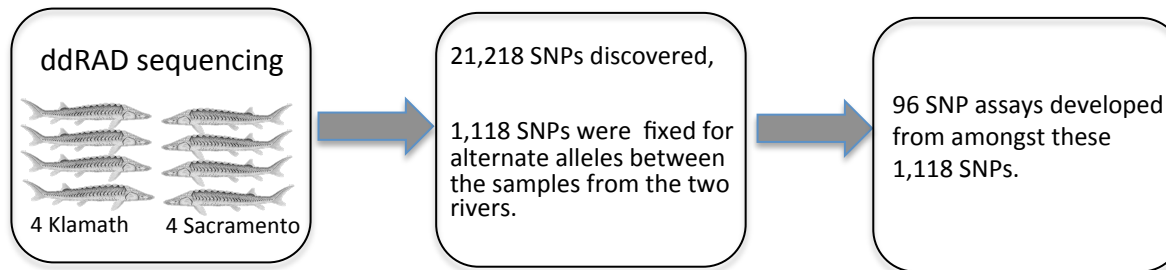 ddRAD sequencing
4 Klamath 4 Sacramento
21,218 SNPs discovered,
1,118 SNPs were fixed for
alternate alleles between
the samples from the two
rivers.
96 SNP assays developed
from amongst these
1,118 SNPs.